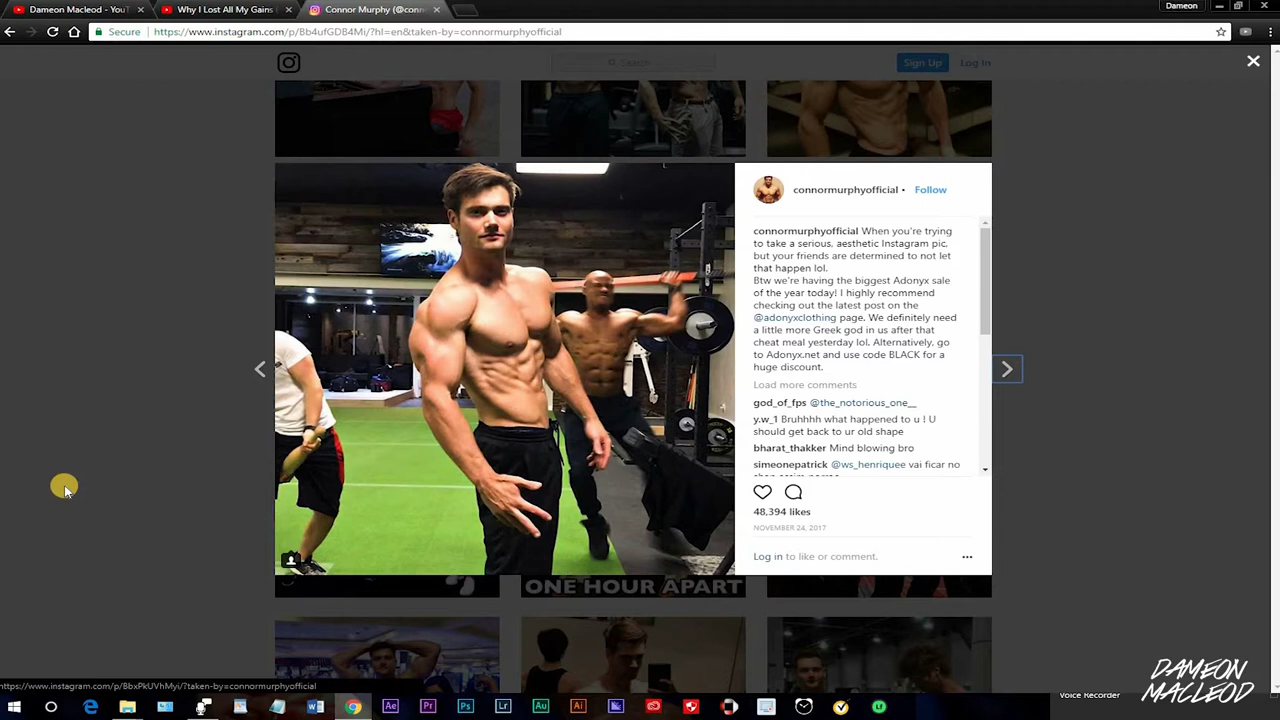 Dameon Macleod - YouT
Why I Lost All My Gains (
Connor Murphy (@conn
Dameon
Secure
https://www.instagram.com/p/Bb4ufGDB4Mi/?hl=en&taken-by=connormurphyofficial
Search
Sign Up
Log In
connormurphyofficial • Follow
connormurphyofficial When you're trying
to take a serious, aesthetic Instagram pic,
but your friends are determined to not let
that happen lol.
Btw we're having the biggest Adonyx sale
of the year today! I highly recommend
checking out the latest post on the
@adonyxclothing page. We definitely need
a little more Greek god in us after that
cheat meal yesterday lol. Alternatively, go
to Adonyx.net and use code BLACK for a
huge discount.
Load more comments
god_of_fps @the_notorious_one__
y.w_1 Bruhhhh what happened to u ! U
should get back to ur old shape
bharat_thakker Mind blowing bro
simeonepatrick @ws_henriquee vai ficar no
48,394 likes
NOVEMBER 24, 2017
Log in to like or comment.
ONE HOUR APART
https://www.instagram.com/p/BbxPkUVhMyi/?taken-by=connormurphyofficial
DAMEON
MACLEOD
Voice Recorder
Ae
Pr
Ps
Lr
Au
Ai